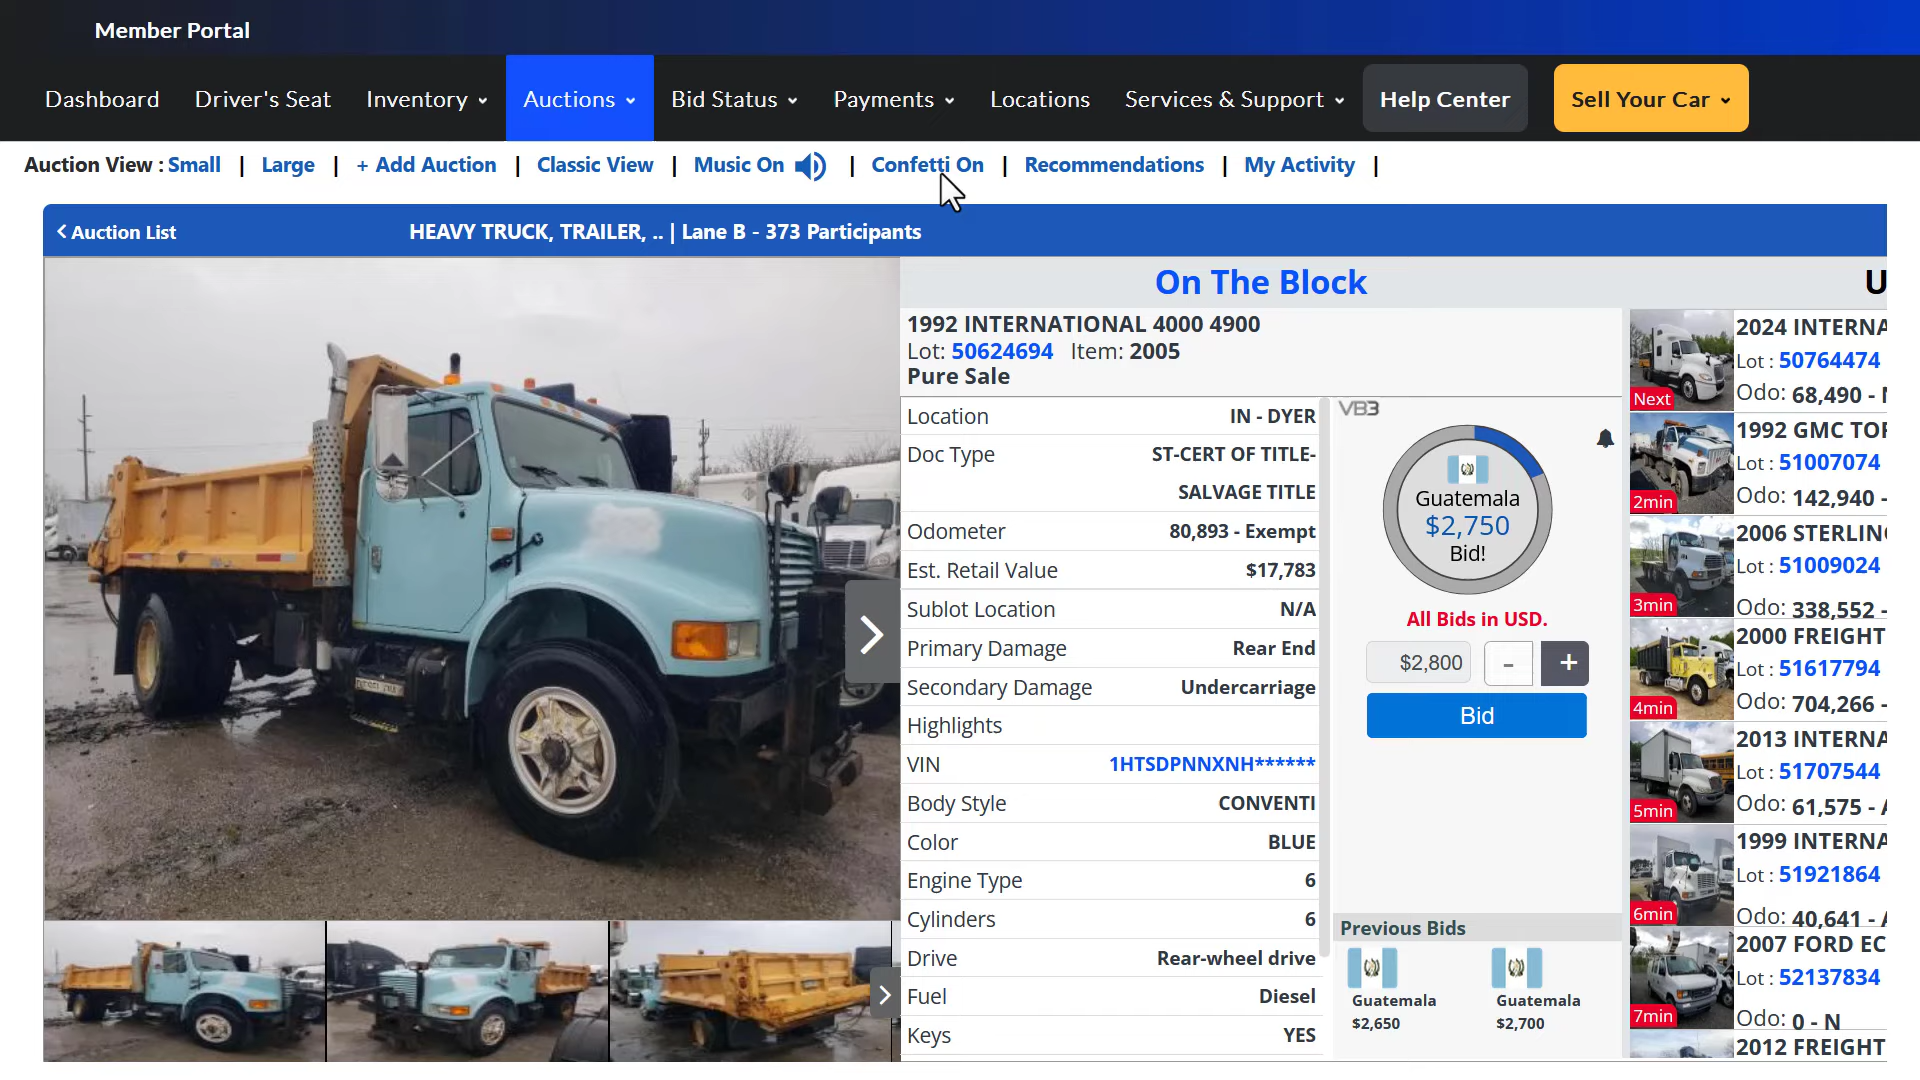 Member Portal
Dashboard Driver's Seat Inventory Auctions Bid Status Payments Locations Services & Support Help Center Sell Your Car
Auction View : Small | Large | + Add Auction | Classic View | Music On | Confetti On | Recommendations | My Activity |
Auction List HEAVY TRUCK, TRAILER, .. | Lane B - 373 Participants
On The Block
1992 INTERNATIONAL 4000 4900
Lot: 50624694 Item: 2005
Pure Sale
Location IN - DYER
Doc Type ST-CERT OF TITLE-
SALVAGE TITLE
Odometer 80,893 - Exempt
Est. Retail Value $17,783
Sublot Location N/A
Primary Damage Rear End
Secondary Damage Undercarriage
Highlights
VIN 1HTSDPNNXNH******
Body Style CONVENTI
Color BLUE
Engine Type 6
Cylinders 6
Drive Rear-wheel drive
Fuel Diesel
Keys YES
VB3
Guatemala
$2,750
Bid!
All Bids in USD.
$2,800 - +
Bid
Previous Bids
Guatemala
$2,650
Guatemala
$2,700
U
2024 INTERNA
Lot : 50764474
Odo: 68,490 - N
Next
1992 GMC TOP
Lot : 51007074
Odo: 142,940 -
2min
2006 STERLING
Lot : 51009024
Odo: 338,552 -
3min
2000 FREIGHT
Lot : 51617794
Odo: 704,266 -
4min
2013 INTERNA
Lot : 51707544
Odo: 61,575 - A
5min
1999 INTERNA
Lot : 51921864
Odo: 40,641 - A
6min
2007 FORD EC
Lot : 52137834
Odo: 0 - N
7min
2012 FREIGHT